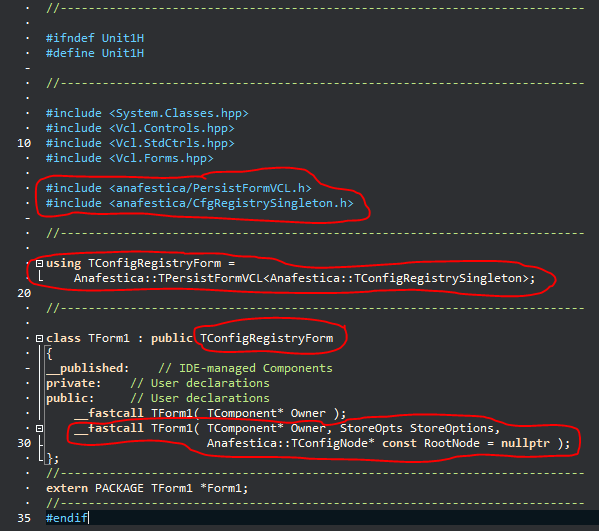 //---------------------------------------------------------------------------
#ifndef Unit1H
#define Unit1H
//---------------------------------------------------------------------------
#include <System.Classes.hpp>
#include <Vcl.Controls.hpp>
10 #include <Vcl.StdCtrls.hpp>
#include <Vcl.Forms.hpp>
#include <anafestica/PersistFormVCL.h>
#include <anafestica/CfgRegistrySingleton.h>
//---------------------------------------------------------------------------
using TConfigRegistryForm =
Anafestica::TPersistFormVCL<Anafestica::TConfigRegistrySingleton>;
20
//---------------------------------------------------------------------------
class TForm1 : public TConfigRegistryForm
{
__published:    // IDE-managed Components
private:    // User declarations
public:     // User declarations
__fastcall TForm1( TComponent* Owner );
__fastcall TForm1( TComponent* Owner, StoreOpts StoreOptions,
30 Anafestica::TConfigNode* const RootNode = nullptr );
};
//---------------------------------------------------------------------------
extern PACKAGE TForm1 *Form1;
//---------------------------------------------------------------------------
35 #endif